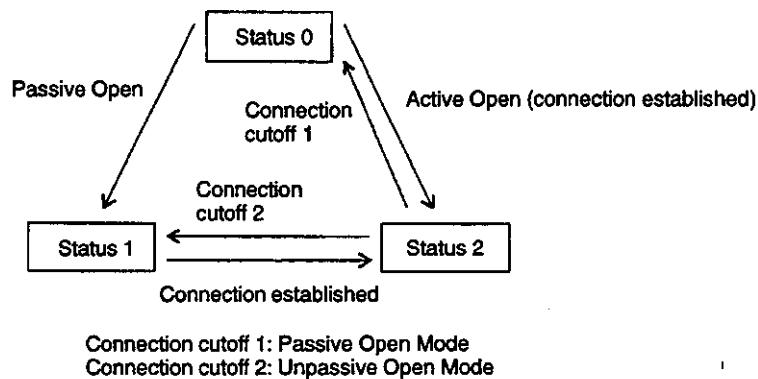 Status 0
Passive Open
Active Open (connection established)
Connection
cutoff 1
Connection
cutoff 2
Status 1
Status 2
Connection established
Connection cutoff 1: Passive Open Mode
Connection cutoff 2: Unpassive Open Mode